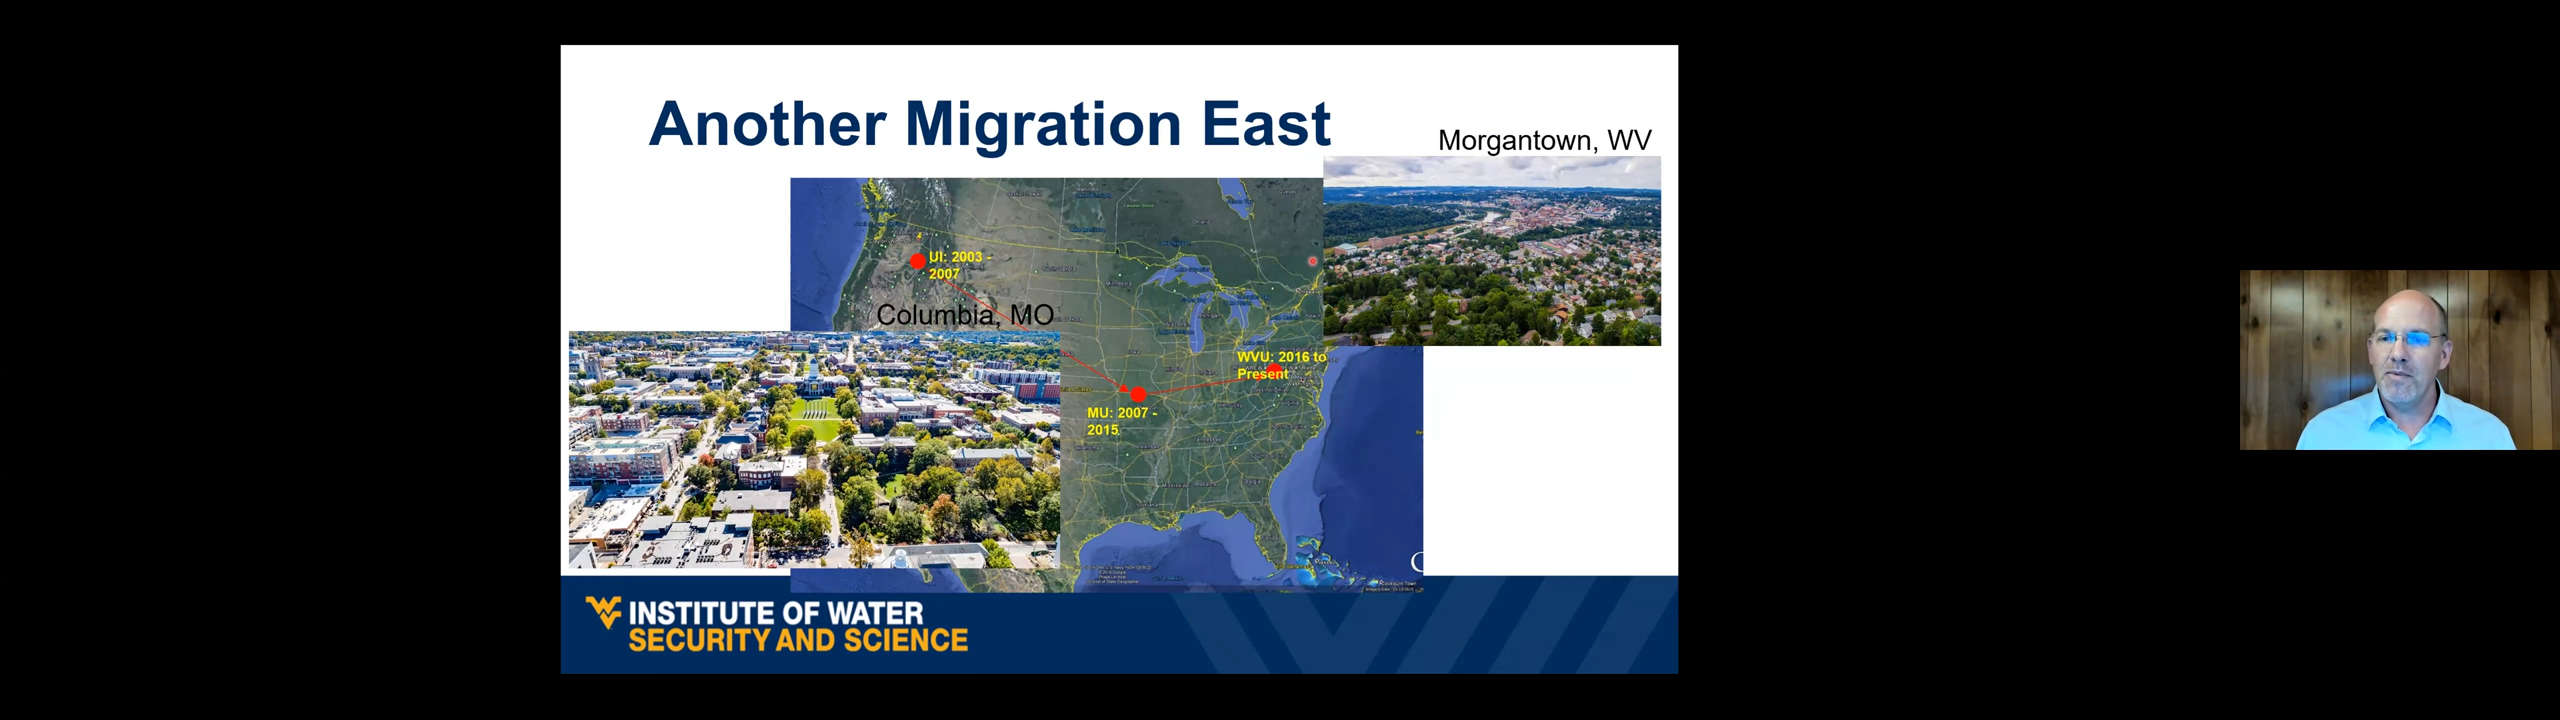 Another Migration East
Morgantown, WV
UI: 2003 -
2007
Columbia, MO
WVU: 2016 to
Present
MU: 2007 -
2015
INSTITUTE OF WATER
SECURITY AND SCIENCE